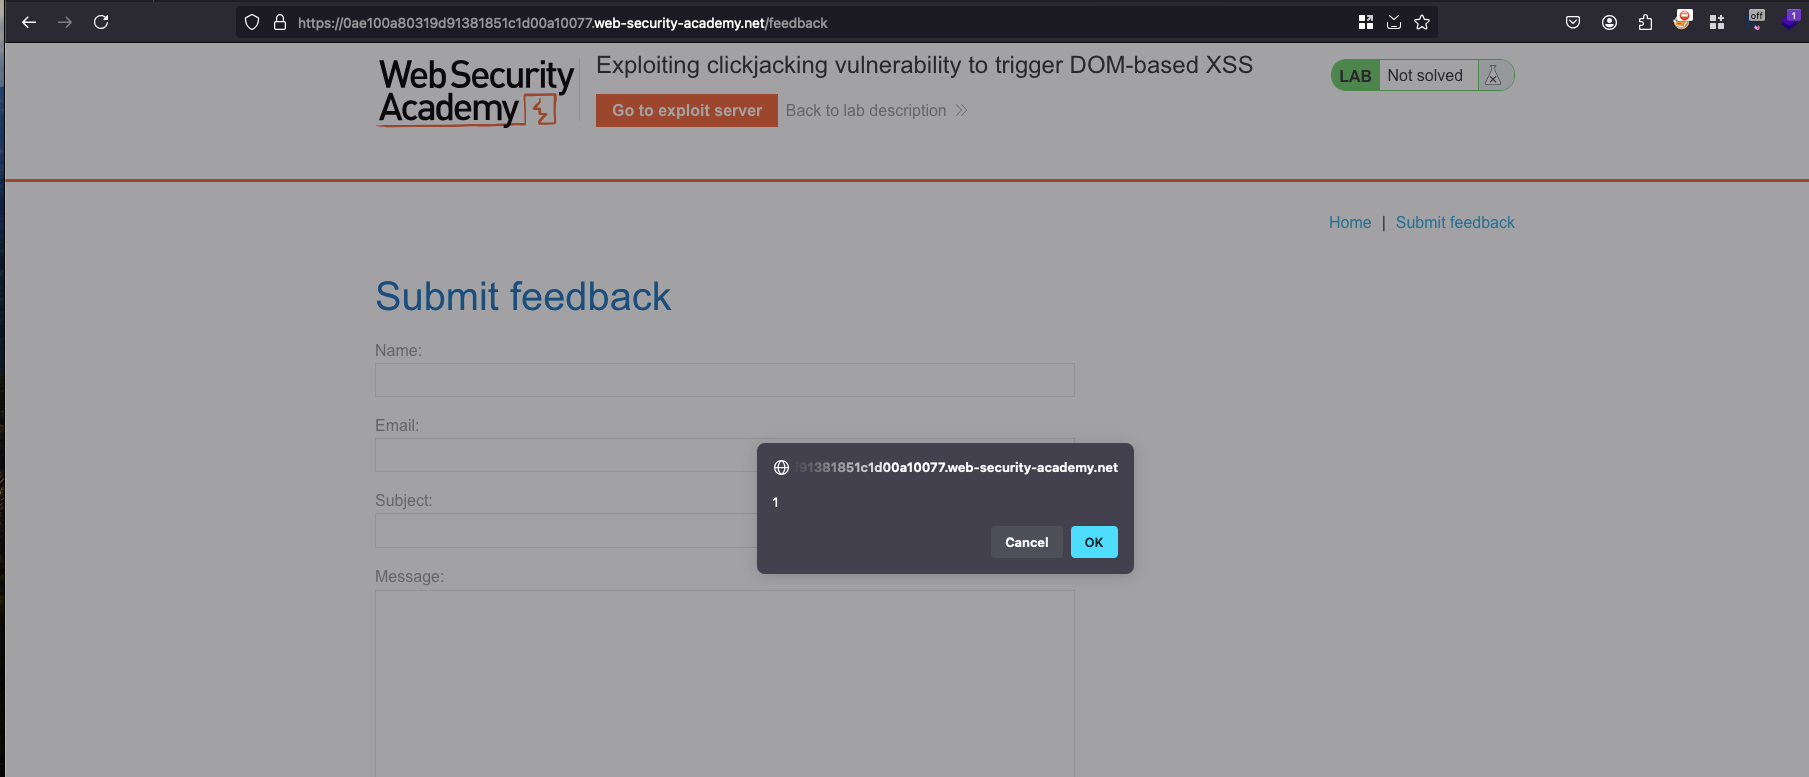 https://0ae100a80319d91381851c1d00a10077.web-security-academy.net/feedback
off
1
Web Security
Academy
Exploiting clickjacking vulnerability to trigger DOM-based XSS
Go to exploit server
Back to lab description
LAB
Not solved
Home | Submit feedback
Submit feedback
Name:
Email:
91381851c1d00a10077.web-security-academy.net
Subject:
1
Cancel
OK
Message: